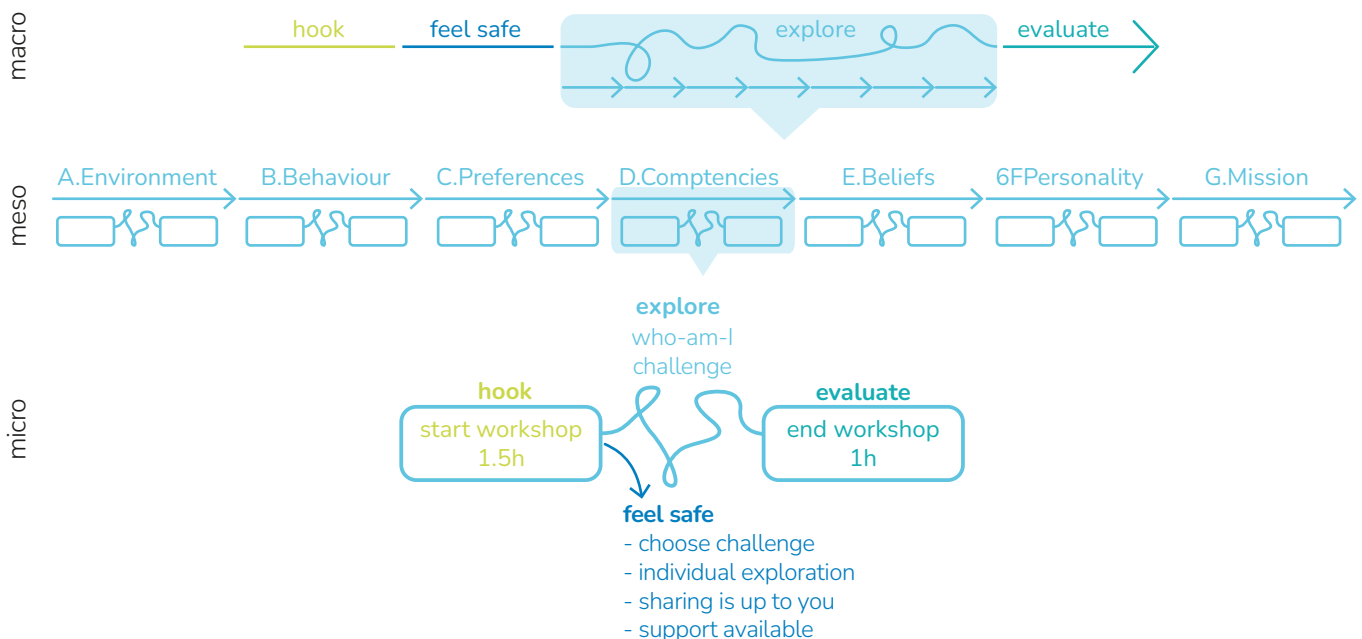 macro
hook
feel safe
explore
evaluate
meso
A.Environment
B.Behaviour
C.Preferences
D.Comptencies
E.Beliefs
6FPersonality
G.Mission
micro
explore
who-am-I
challenge
hook
start workshop
1.5h
evaluate
end workshop
1h
feel safe
- choose challenge
- individual exploration
- sharing is up to you
- support available